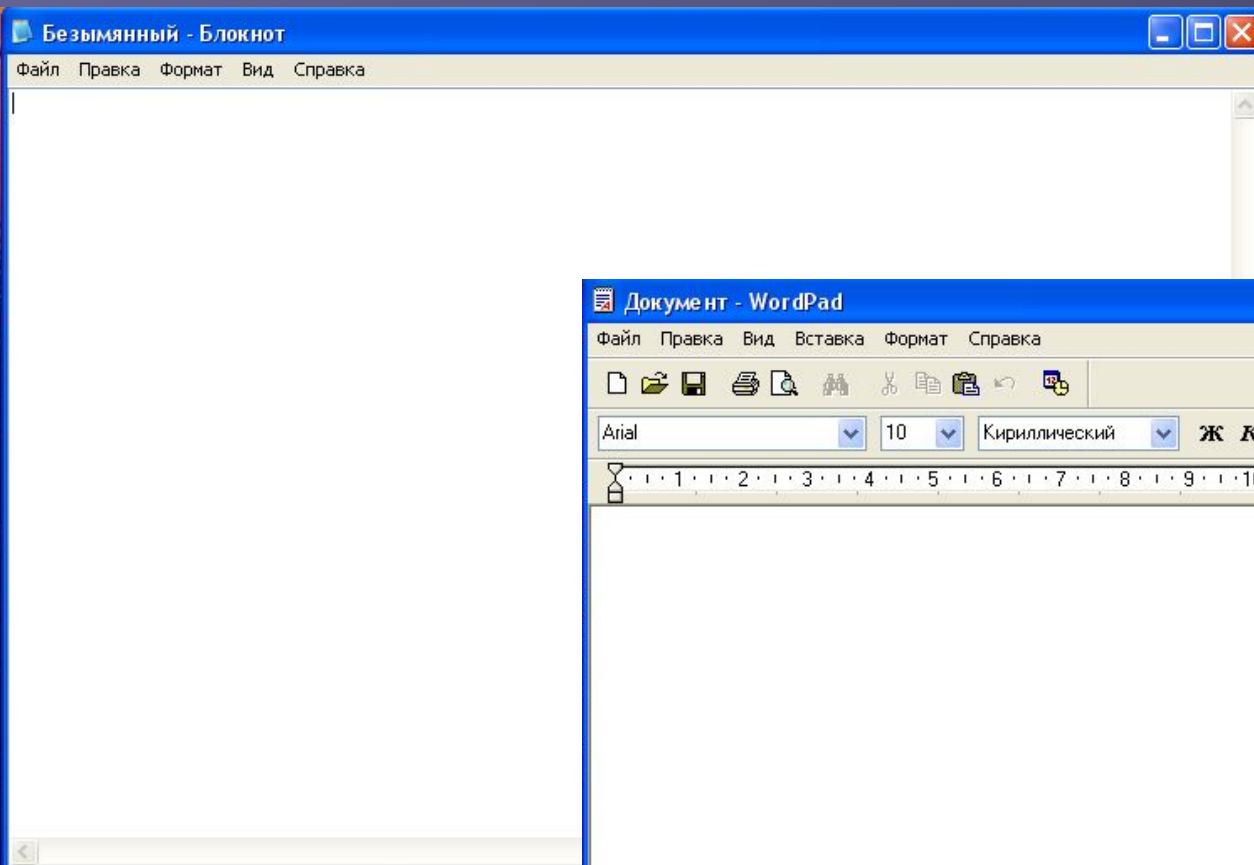 Безымянный - Блокнот
Файл Правка Формат Вид Справка
Документ - WordPad
Файл Правка Вид Вставка Формат Справка
Arial 10 Кириллический Ж К
1 2 3 4 5 6 7 8 9 10